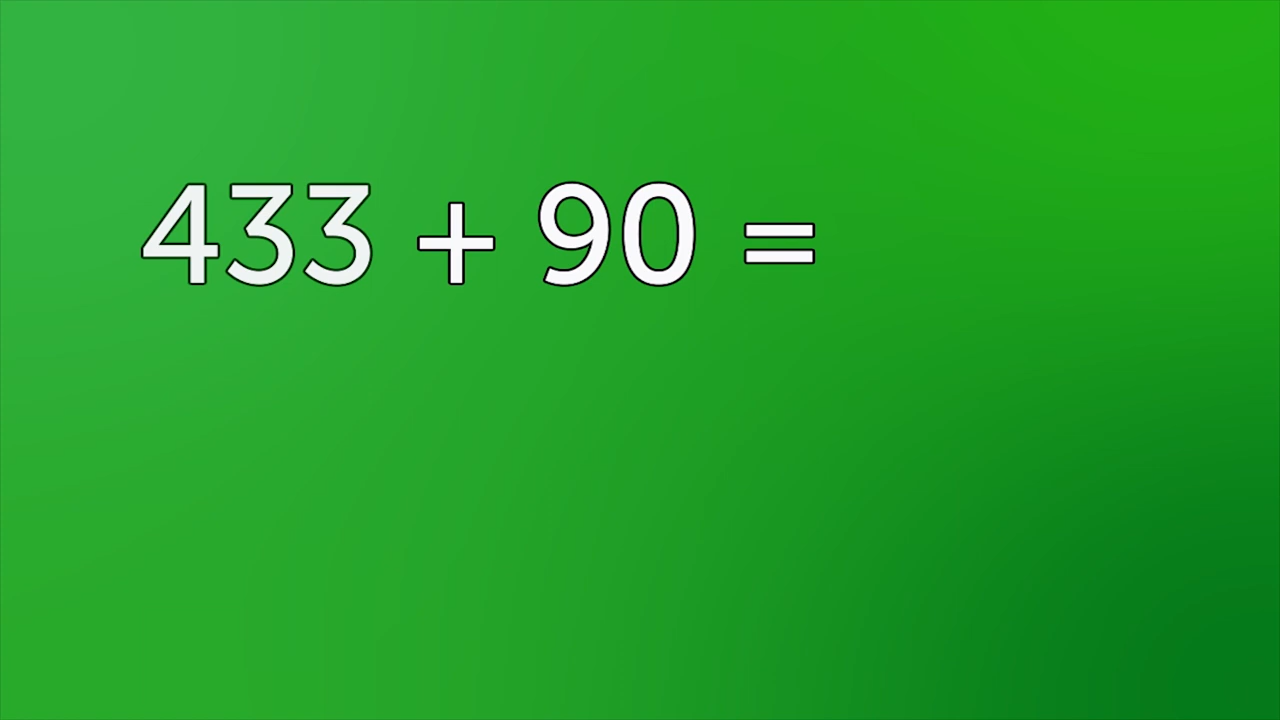 433 + 90 =